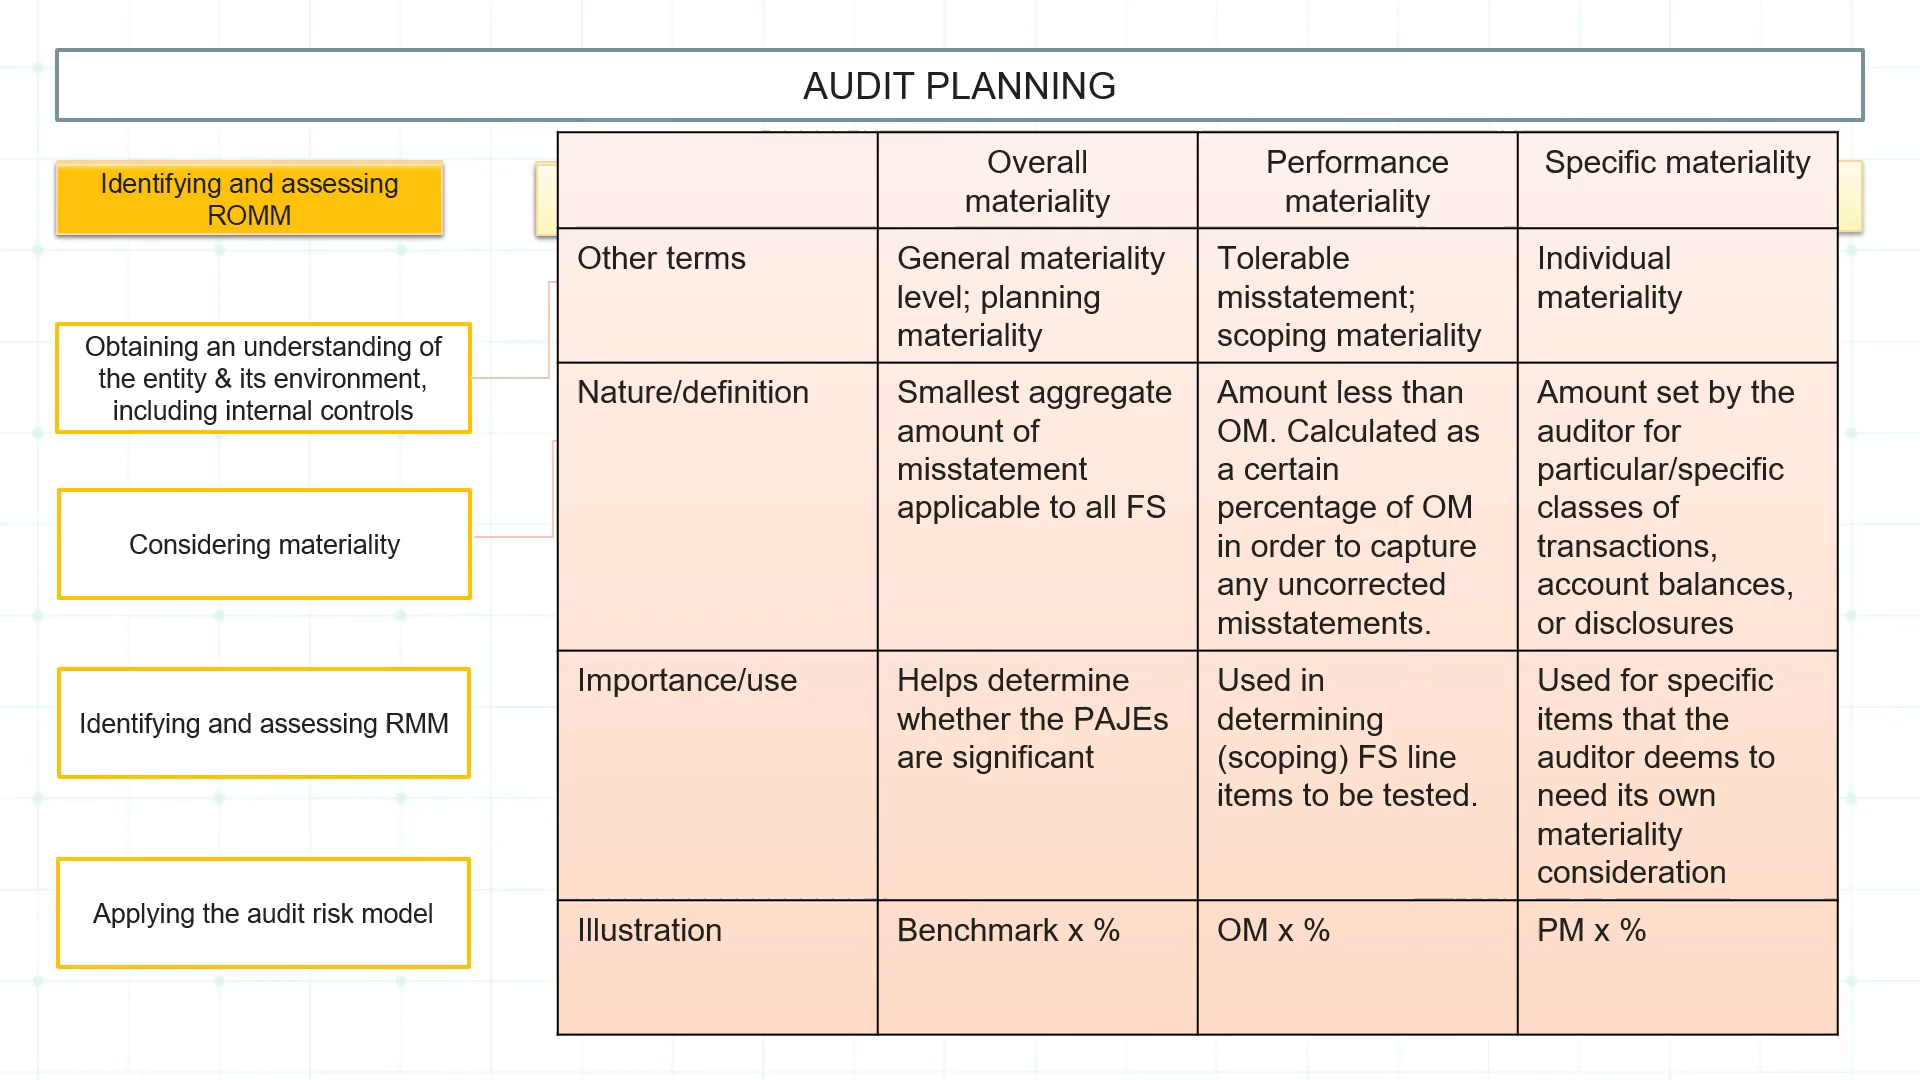 AUDIT PLANNING
Identifying and assessing
ROMM
Obtaining an understanding of
the entity & its environment,
including internal controls
Considering materiality
Identifying and assessing RMM
Applying the audit risk model
Overall
materiality
Performance
materiality
Specific materiality
Other terms
General materiality
level; planning
materiality
Tolerable
misstatement;
scoping materiality
Individual
materiality
Nature/definition
Smallest aggregate
amount of
misstatement
applicable to all FS
Amount less than
OM. Calculated as
a certain
percentage of OM
in order to capture
any uncorrected
misstatements.
Amount set by the
auditor for
particular/specific
classes of
transactions,
account balances,
or disclosures
Importance/use
Helps determine
whether the PAJEs
are significant
Used in
determining
(scoping) FS line
items to be tested.
Used for specific
items that the
auditor deems to
need its own
materiality
consideration
Illustration
Benchmark x %
OM x %
PM x %